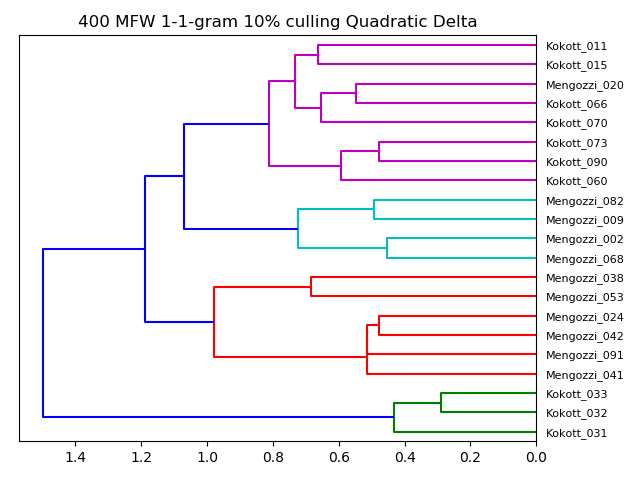 400 MFW 1-1-gram 10% culling Quadratic Delta
Kokott_011
Kokott_015
Mengozzi_020
Kokott_066
Kokott_070
Kokott_073
Kokott_090
Kokott_060
Mengozzi_082
Mengozzi_009
Mengozzi_002
Mengozzi_068
Mengozzi_038
Mengozzi_053
Mengozzi_024
Mengozzi_042
Mengozzi_091
Mengozzi_041
Kokott_033
Kokott_032
Kokott_031
1.4 1.2 1.0 0.8 0.6 0.4 0.2 0.0